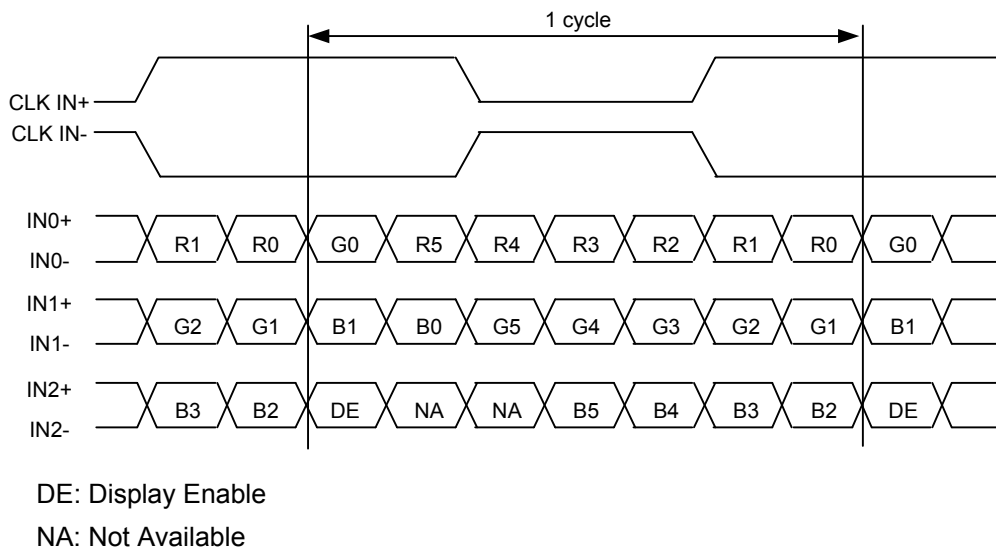 1 cycle
CLK IN+
CLK IN-
IN0+
R1 R0 G0 R5 R4 R3 R2 R1 R0 G0
IN0-
IN1+
G2 G1 B1 B0 G5 G4 G3 G2 G1 B1
IN1-
IN2+
B3 B2 DE NA NA B5 B4 B3 B2 DE
IN2-
DE: Display Enable
NA: Not Available